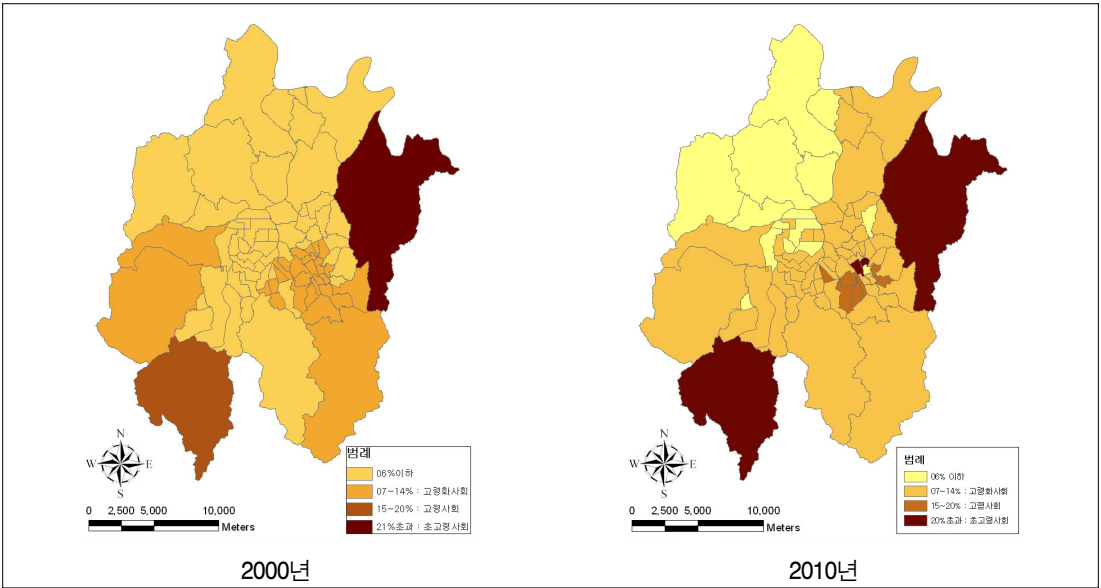 N
W E
S
0 2,500 5,000 10,000
Meters
범례
06%이하
07~14% : 고령화사회
15~20% : 고령사회
21%초과 : 초고령사회
2000년
N
W E
S
0 2,500 5,000 10,000
Meters
범례
06% 이하
07~14% : 고령화사회
15~20% : 고령사회
20%초과 : 초고령사회
2010년